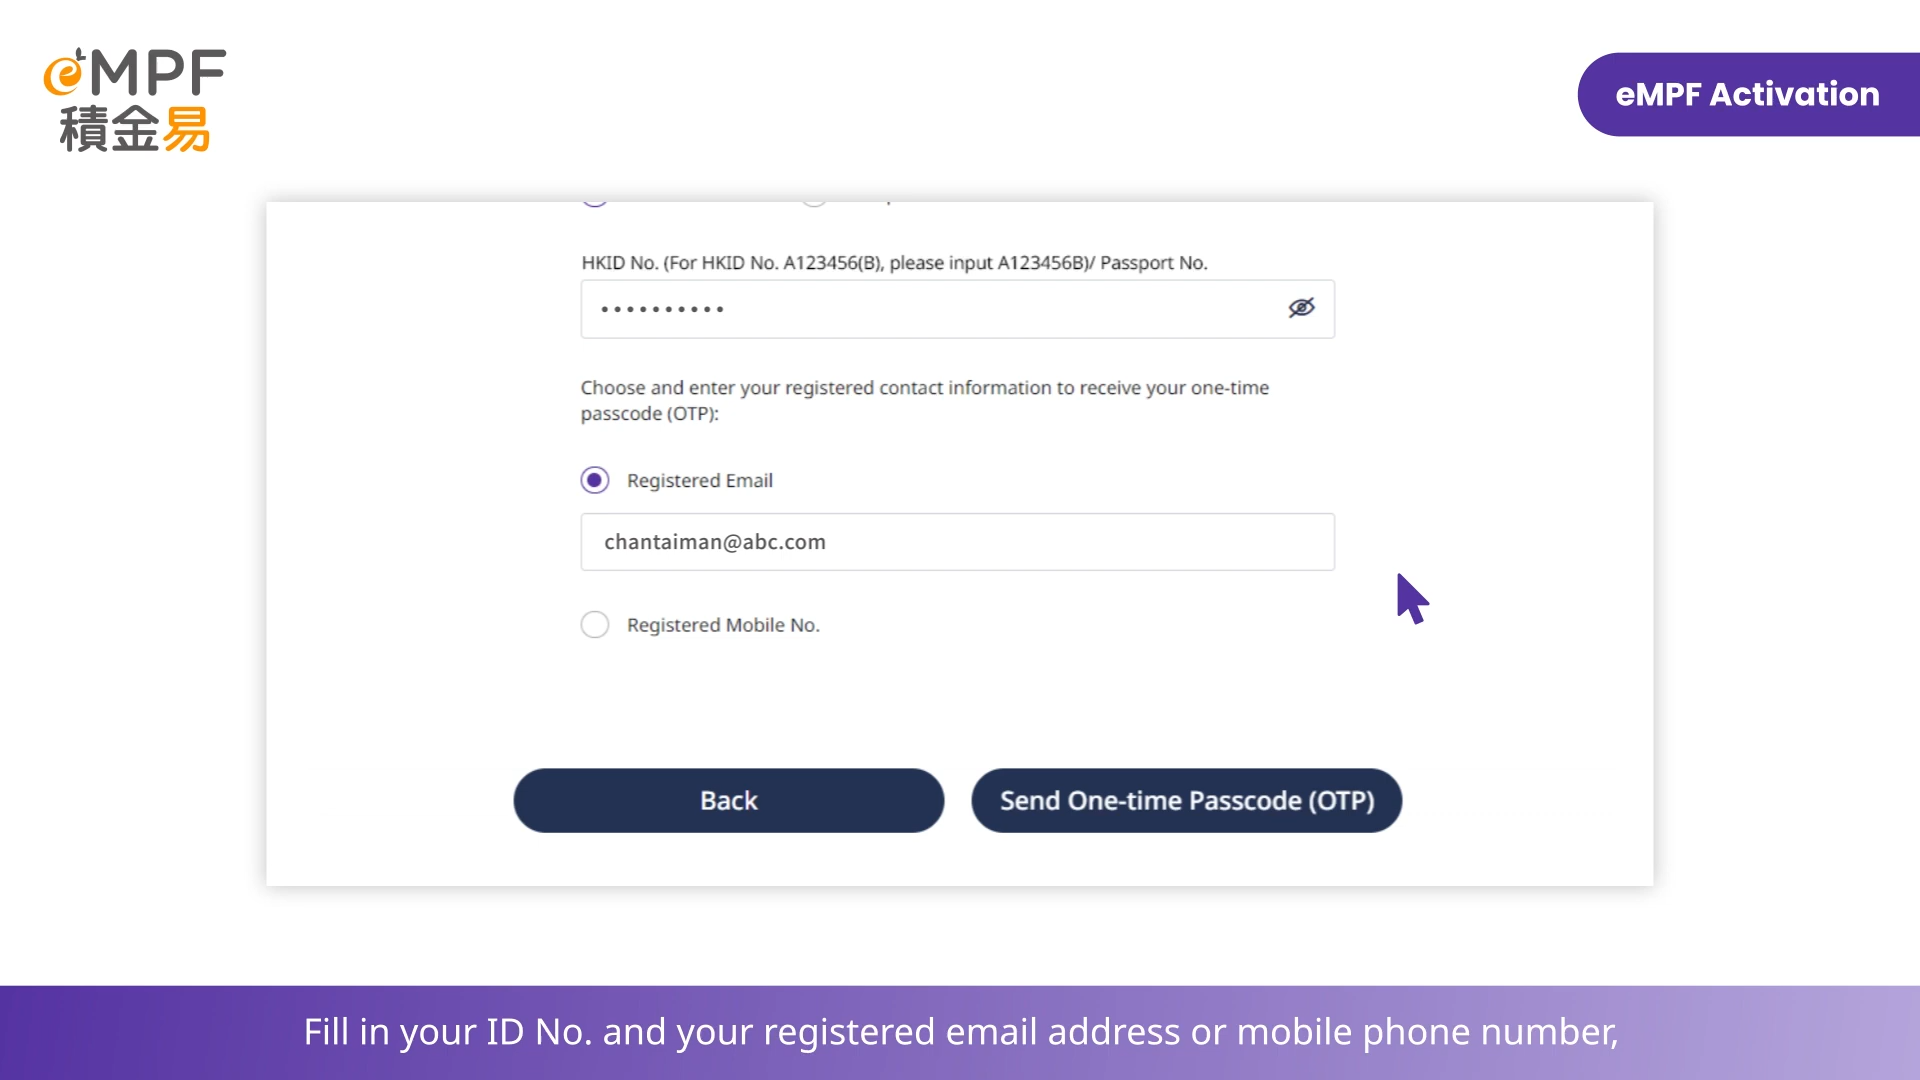 eMPF
積金易
eMPF Activation
HKID No. (For HKID No. A123456(B), please input A123456B)/ Passport No.
••••••••••
Choose and enter your registered contact information to receive your one-time
passcode (OTP):
Registered Email
chantaiman@abc.com
Registered Mobile No.
Back
Send One-time Passcode (OTP)
Fill in your ID No. and your registered email address or mobile phone number,